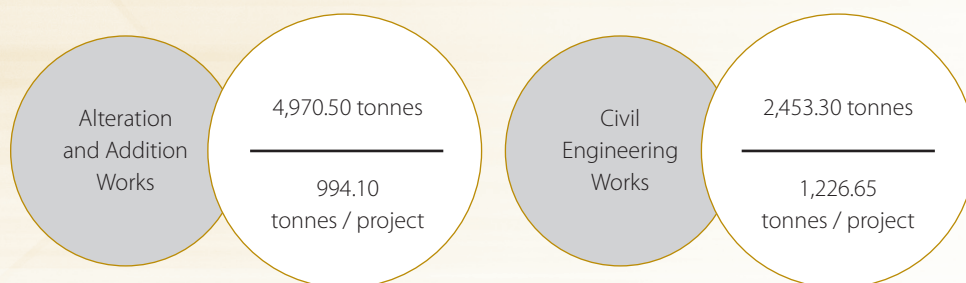 Alteration
and Addition
Works
4,970.50 tonnes
994.10
tonnes / project
Civil
Engineering
Works
2,453.30 tonnes
1,226.65
tonnes / project